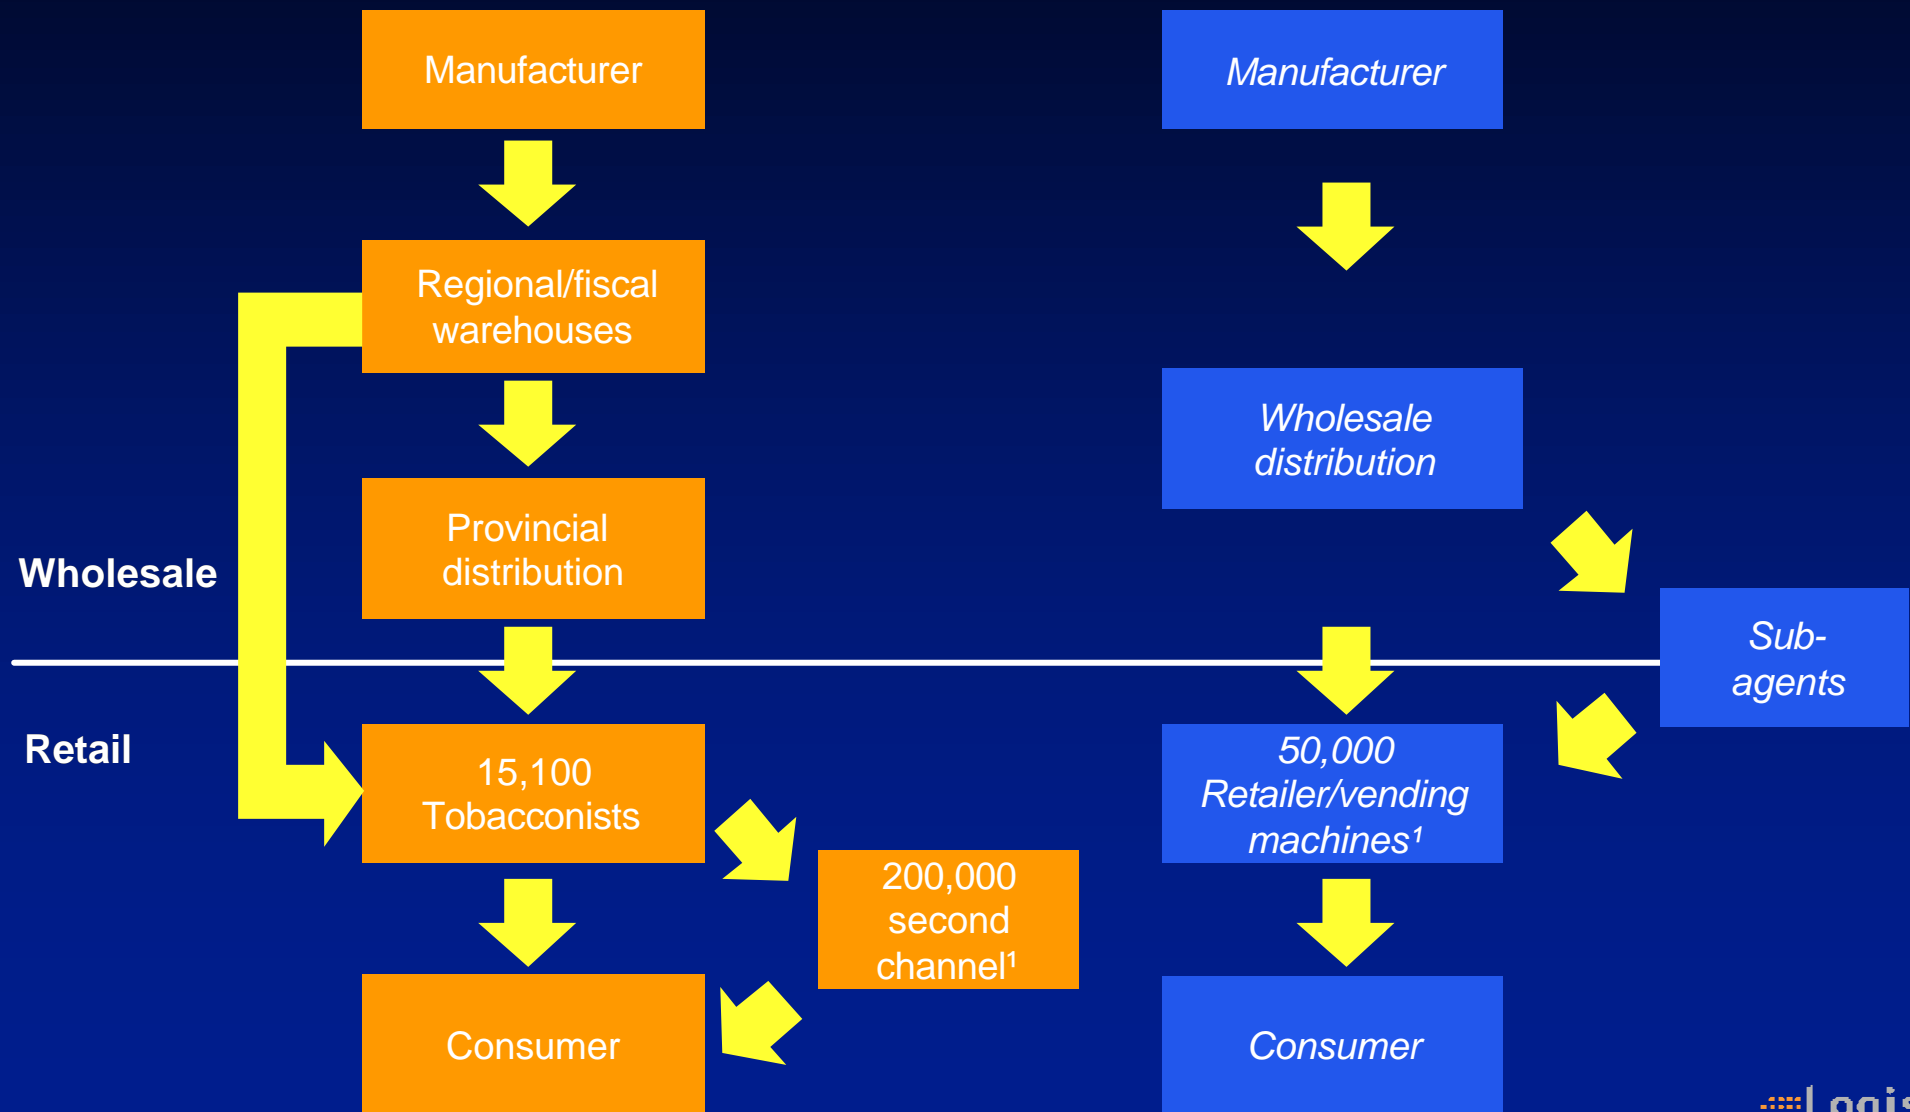 Manufacturer
Regional/fiscal
warehouses
Provincial
distribution
Wholesale
Retail
15,100
Tobacconists
200,000
second
channel¹
Consumer
Manufacturer
Wholesale
distribution
Sub-
agents
50,000
Retailer/vending
machines¹
Consumer